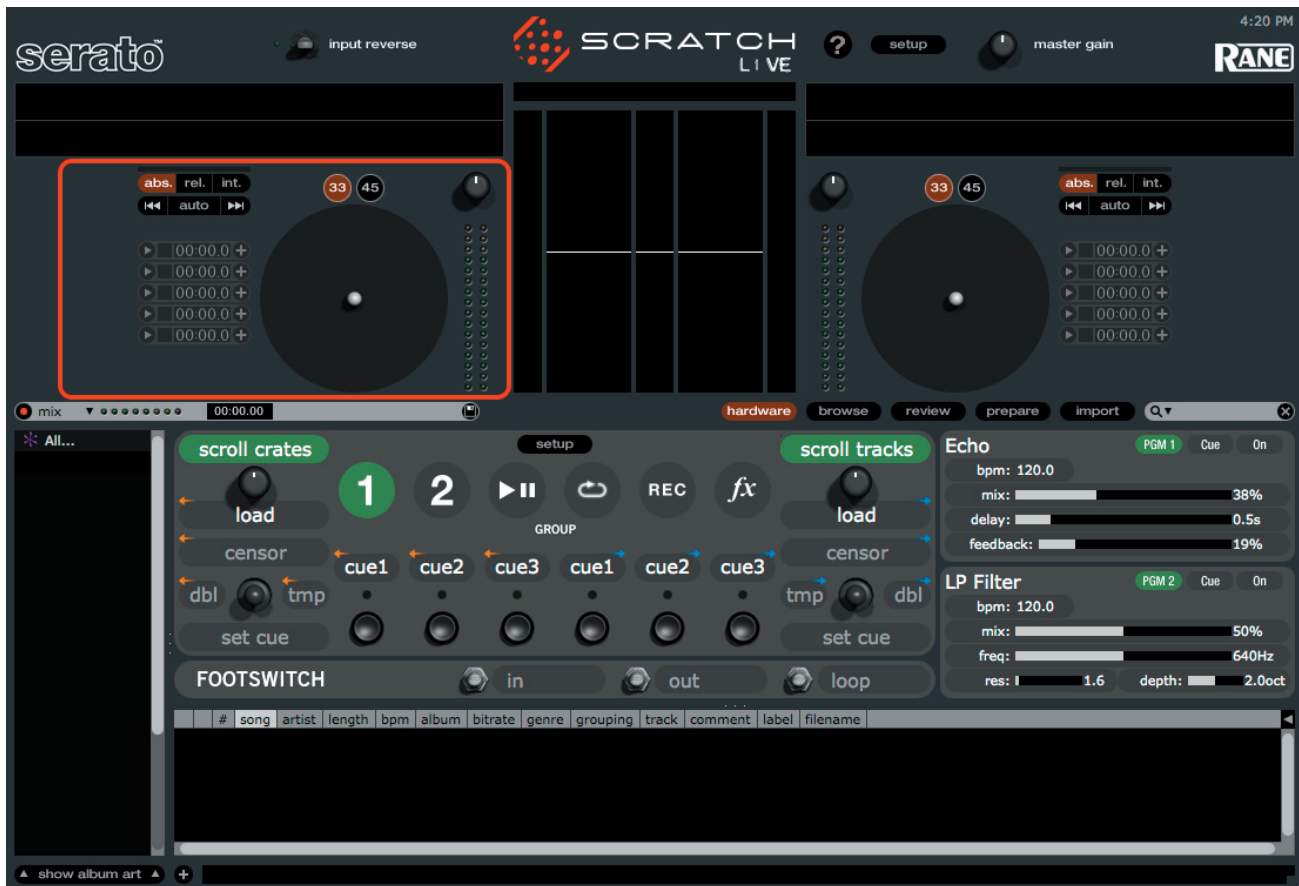 4:20 PM
serato
input reverse
SCRATCH
L1VE
?
setup
master gain
RANE
abs. rel. int.
auto
33 45
00:00.0 +
00:00.0 +
00:00.0 +
00:00.0 +
00:00.0 +
33 45
abs. rel. int.
auto
00:00.0 +
00:00.0 +
00:00.0 +
00:00.0 +
00:00.0 +
mix 00:00.00
hardware browse review prepare import
All...
scroll crates
load
censor
dbl tmp
set cue
setup
1 2 REC fx
GROUP
cue1 cue2 cue3 cue1 cue2 cue3
scroll tracks
load
censor
tmp dbl
set cue
FOOTSWITCH in out loop
Echo PGM 1 Cue On
bpm: 120.0
mix: 38%
delay: 0.5s
feedback: 19%
LP Filter PGM 2 Cue On
bpm: 120.0
mix: 50%
freq: 640Hz
res: 1.6 depth: 2.0oct
# song artist length bpm album bitrate genre grouping track comment label filename
show album art +